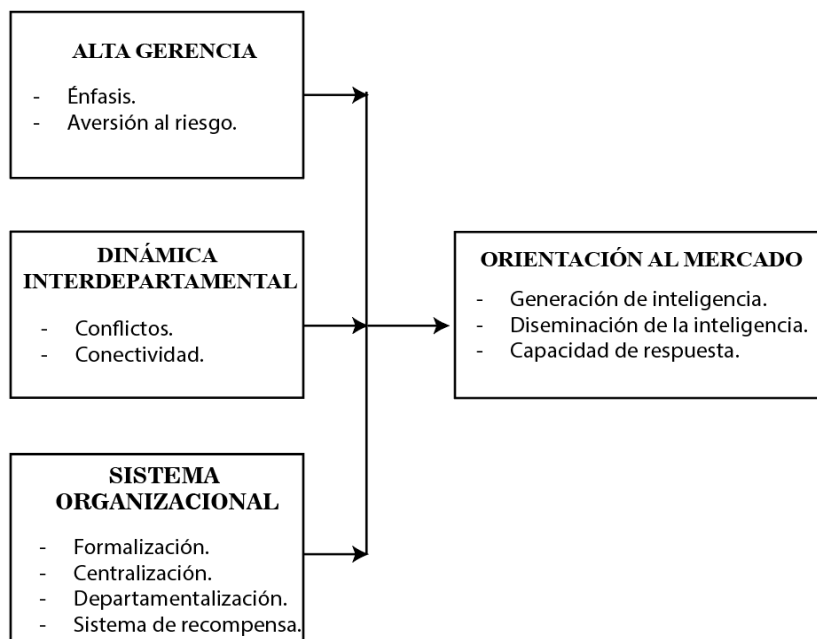 ALTA GERENCIA
- Énfasis.
- Aversión al riesgo.
DINÁMICA
INTERDEPARTAMENTAL
- Conflictos.
- Conectividad.
SISTEMA
ORGANIZACIONAL
- Formalización.
- Centralización.
- Departamentalización.
- Sistema de recompensa.
ORIENTACIÓN AL MERCADO
- Generación de inteligencia.
- Diseminación de la inteligencia.
- Capacidad de respuesta.